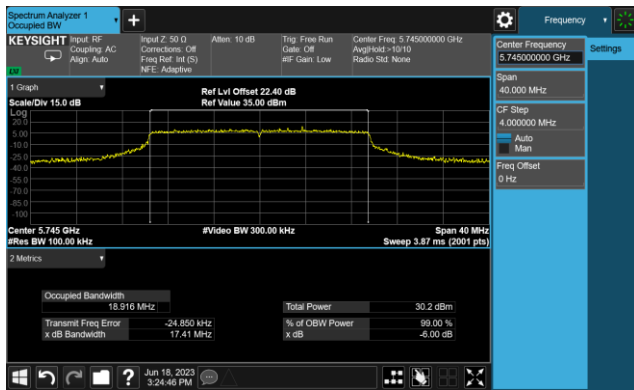 Spectrum Analyzer 1
Occupied BW
Frequency
KEYSIGHT
Input: RF
Coupling: AC
Align: Auto
Input Z: 50 Ω
Corrections: Off
Freq Ref: Int (S)
NFE: Adaptive
Atten: 10 dB
Trig: Free Run
Gate: Off
#IF Gain: Low
Center Freq: 5.745000000 GHz
Avg|Hold:>10/10
Radio Std: None
1 Graph
Scale/Div 15.0 dB
Ref Lvl Offset 22.40 dB
Ref Value 35.00 dBm
Log
20.0
5.00
-10.0
-25.0
-40.0
-55.0
-70.0
-85.0
-100
Center 5.745 GHz
#Res BW 100.00 kHz
#Video BW 300.00 kHz
Span 40 MHz
Sweep 3.87 ms (2001 pts)
2 Metrics
Occupied Bandwidth
18.916 MHz
Total Power
30.2 dBm
Transmit Freq Error
-24.850 kHz
% of OBW Power
99.00 %
x dB Bandwidth
17.41 MHz
x dB
-6.00 dB
Center Frequency
5.745000000 GHz
Settings
Span
40.000 MHz
CF Step
4.000000 MHz
Auto
Man
Freq Offset
0 Hz
?
Jun 18, 2023
3:24:46 PM